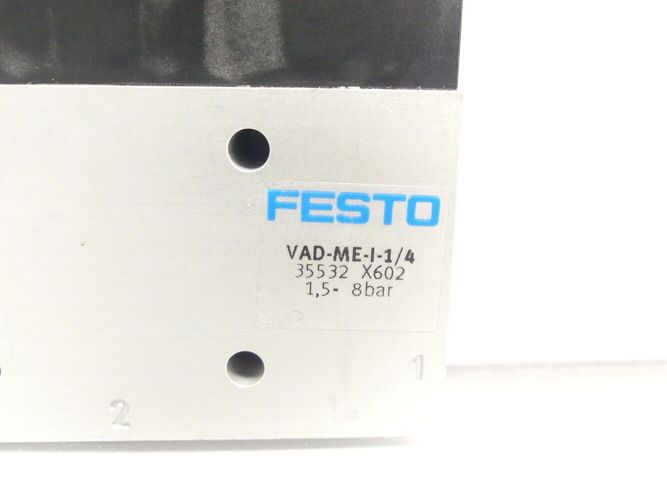 FESTO
VAD-ME-I-1/4
35532 X602
1,5- 8bar
1
2